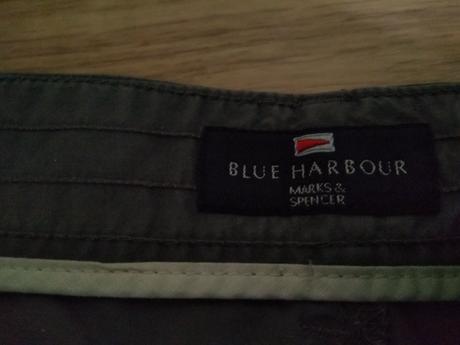 BLUE HARBOUR
MARKS &
SPENCER